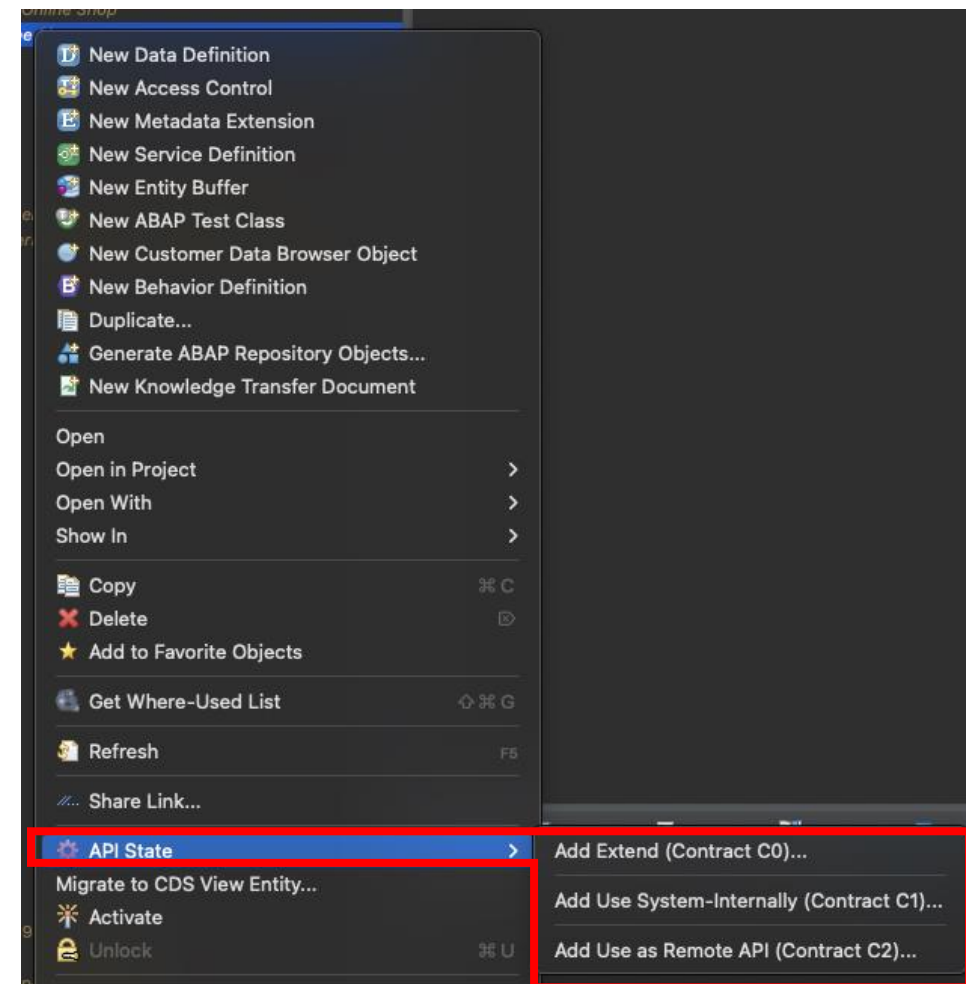 Online Shop
New Data Definition
New Access Control
New Metadata Extension
New Service Definition
New Entity Buffer
New ABAP Test Class
New Customer Data Browser Object
New Behavior Definition
Duplicate...
Generate ABAP Repository Objects...
New Knowledge Transfer Document
Open
Open in Project
Open With
Show In
Copy ⌘ C
Delete ⌦
Add to Favorite Objects
Get Where-Used List ⇧ ⌘ G
Refresh F5
Share Link...
API State
Add Extend (Contract C0)...
Migrate to CDS View Entity...
Add Use System-Internally (Contract C1)...
Activate
Unlock ⌘ U
Add Use as Remote API (Contract C2)...